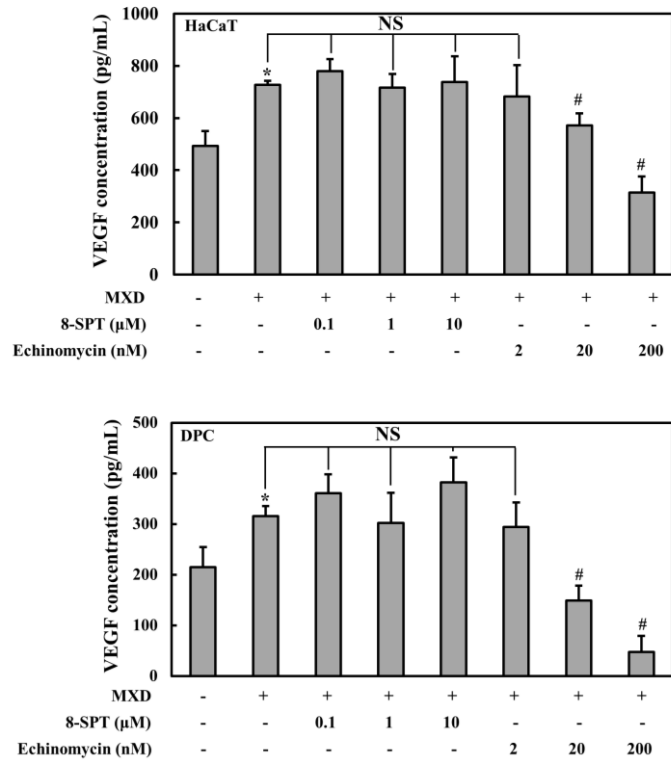 1000
HaCaT
NS
800
*
#
600
#
400
200
0
VEGF concentration (pg/mL)
MXD - + + + + + + +
8-SPT (µM) - - 0.1 1 10 - - -
Echinomycin (nM) - - - - - 2 20 200
500
DPC
NS
400
*
300
#
200
#
100
0
VEGF concentration (pg/mL)
MXD - + + + + + + +
8-SPT (µM) - - 0.1 1 10 - - -
Echinomycin (nM) - - - - - 2 20 200